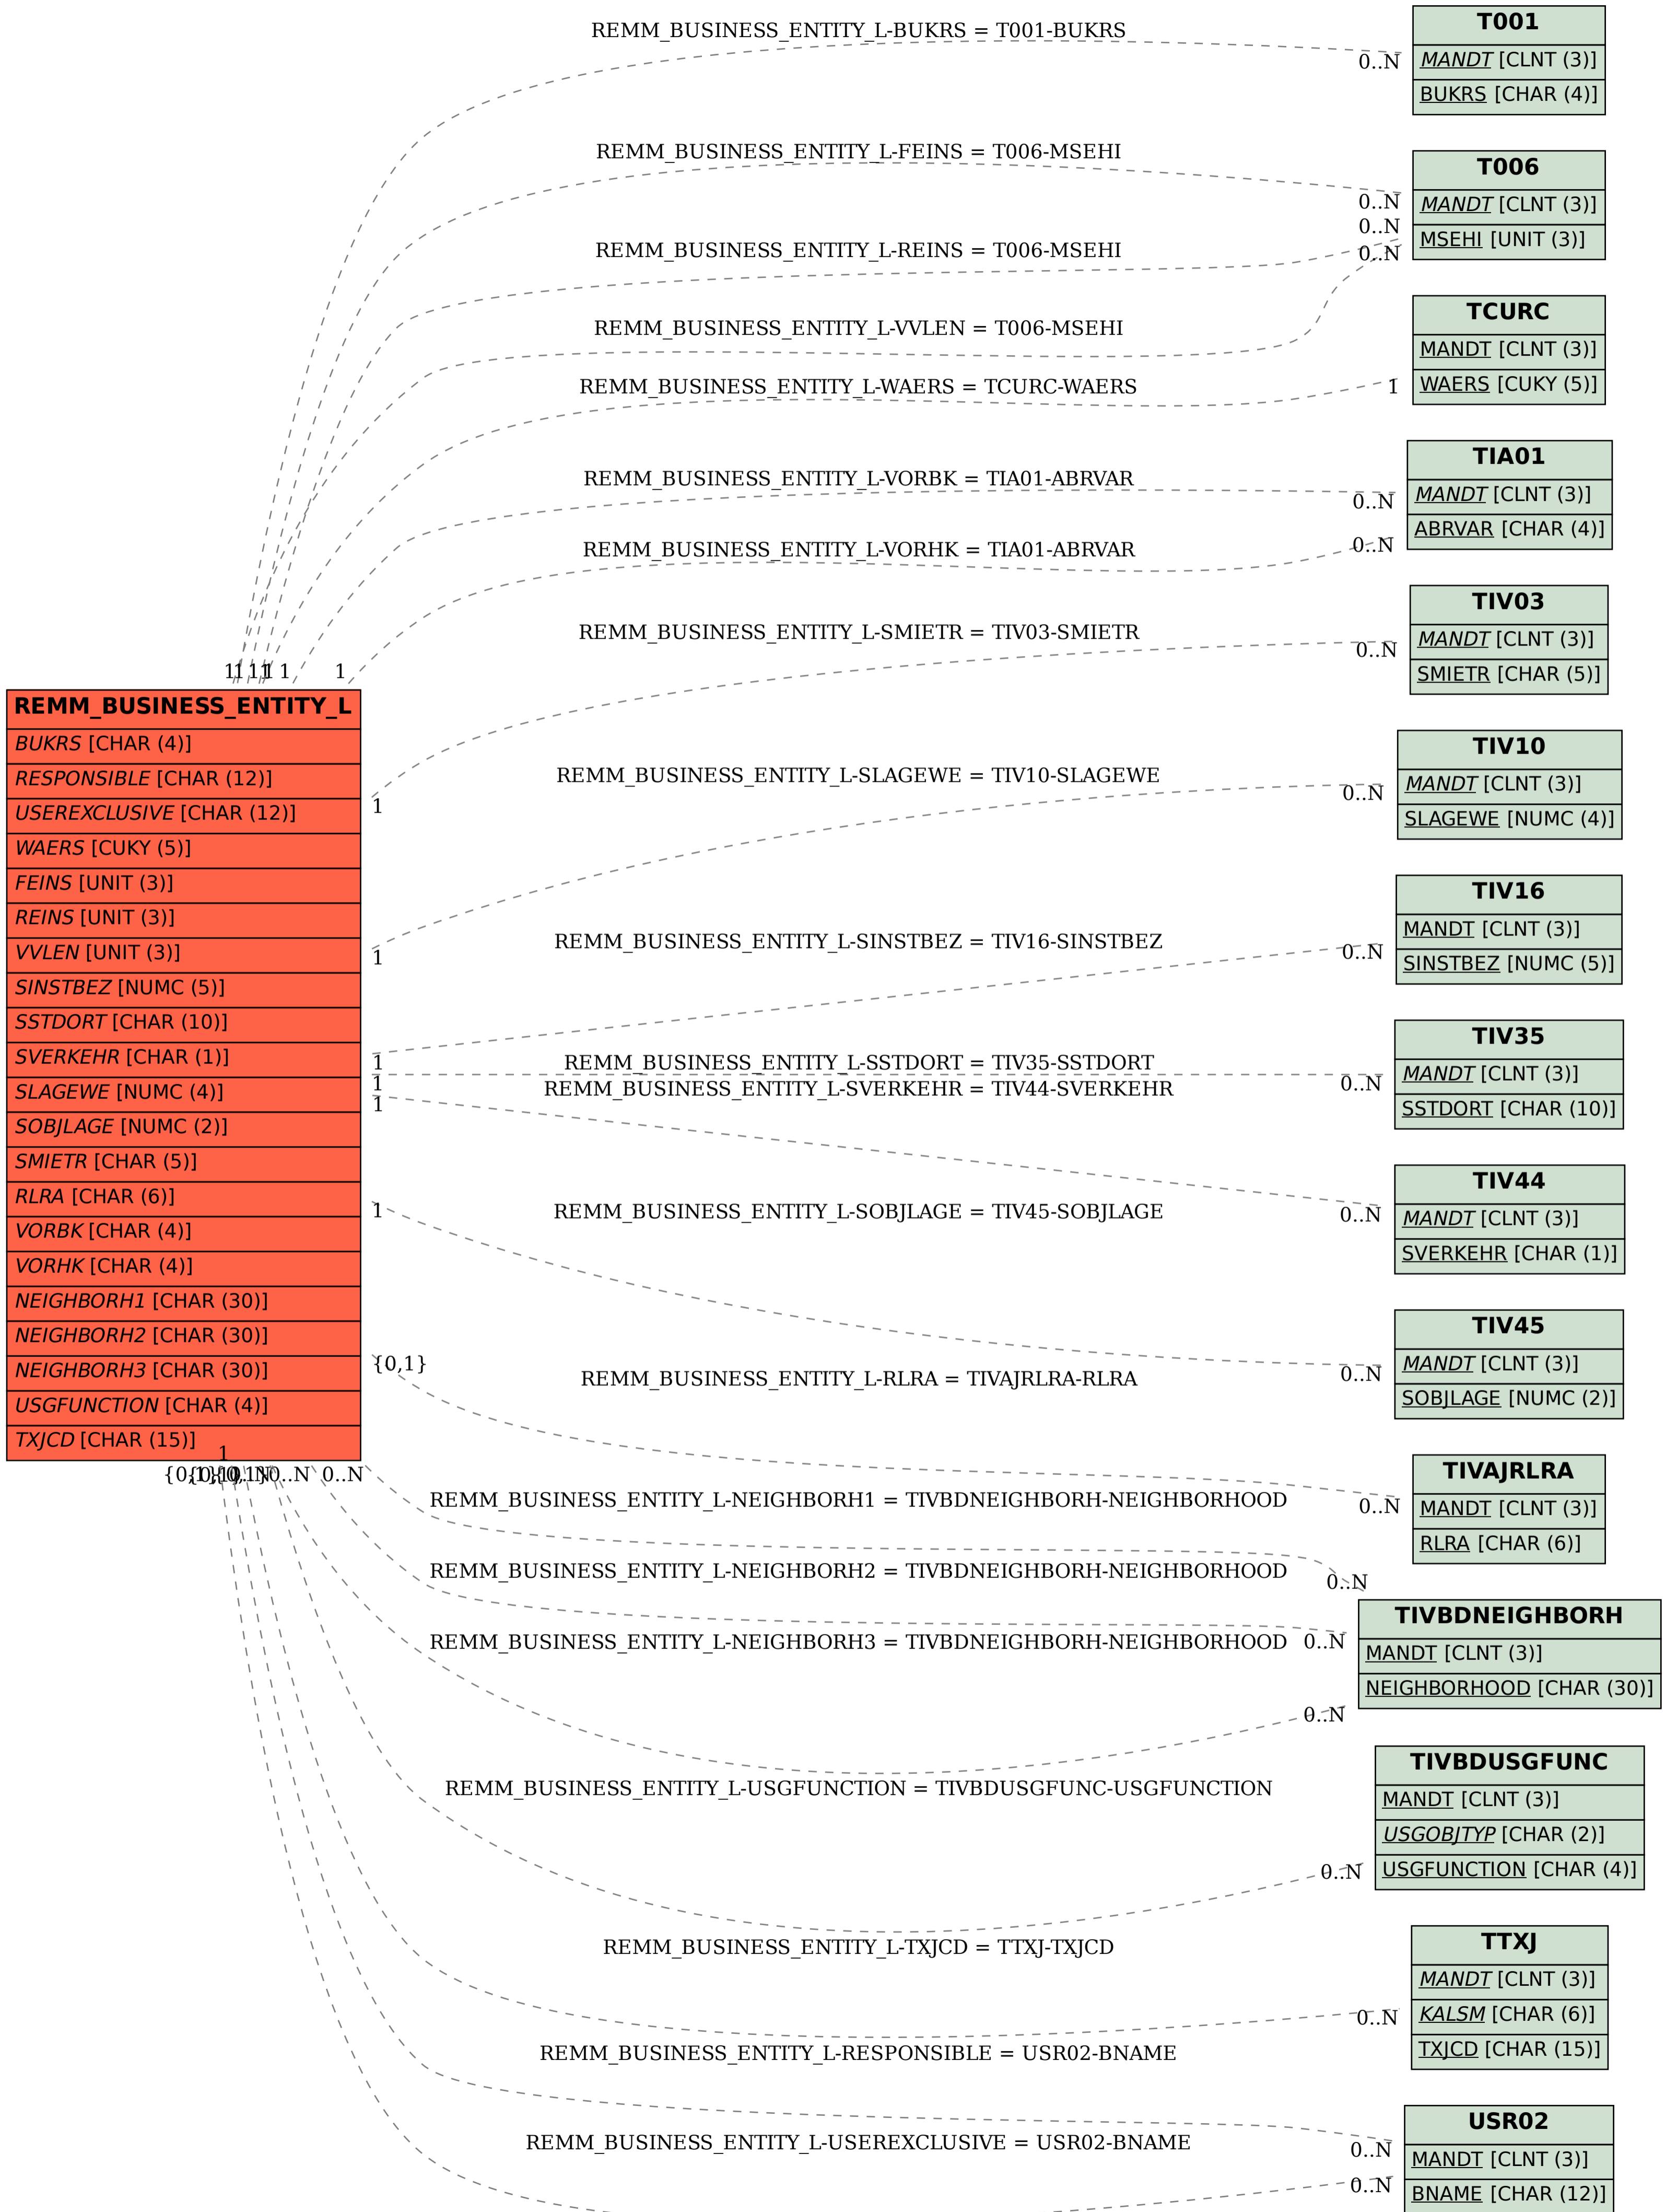 REMM_BUSINESS_ENTITY_L-BUKRS = T001-BUKRS
0..N
T001
MANDT [CLNT (3)]
BUKRS [CHAR (4)]
REMM_BUSINESS_ENTITY_L-FEINS = T006-MSEHI
0..N
T006
MANDT [CLNT (3)]
MSEHI [UNIT (3)]
0..N
REMM_BUSINESS_ENTITY_L-REINS = T006-MSEHI
0..N
REMM_BUSINESS_ENTITY_L-VVLEN = T006-MSEHI
TCURC
MANDT [CLNT (3)]
WAERS [CUKY (5)]
REMM_BUSINESS_ENTITY_L-WAERS = TCURC-WAERS
1
REMM_BUSINESS_ENTITY_L-VORBK = TIA01-ABRVAR
0..N
TIA01
MANDT [CLNT (3)]
ABRVAR [CHAR (4)]
REMM_BUSINESS_ENTITY_L-VORHK = TIA01-ABRVAR
0..N
REMM_BUSINESS_ENTITY_L-SMIETR = TIV03-SMIETR
0..N
TIV03
MANDT [CLNT (3)]
SMIETR [CHAR (5)]
1 1 1 1 1 1 1
REMM_BUSINESS_ENTITY_L
BUKRS [CHAR (4)]
RESPONSIBLE [CHAR (12)]
USEREXCLUSIVE [CHAR (12)]
WAERS [CUKY (5)]
FEINS [UNIT (3)]
REINS [UNIT (3)]
VVLEN [UNIT (3)]
SINSTBEZ [NUMC (5)]
SSTDORT [CHAR (10)]
SVERKEHR [CHAR (1)]
SLAGEWE [NUMC (4)]
SOBJLAGE [NUMC (2)]
SMIETR [CHAR (5)]
RLRA [CHAR (6)]
VORBK [CHAR (4)]
VORHK [CHAR (4)]
NEIGHBORH1 [CHAR (30)]
NEIGHBORH2 [CHAR (30)]
NEIGHBORH3 [CHAR (30)]
USGFUNCTION [CHAR (4)]
TXJCD [CHAR (15)]
1
REMM_BUSINESS_ENTITY_L-SLAGEWE = TIV10-SLAGEWE
0..N
TIV10
MANDT [CLNT (3)]
SLAGEWE [NUMC (4)]
1
REMM_BUSINESS_ENTITY_L-SINSTBEZ = TIV16-SINSTBEZ
0..N
TIV16
MANDT [CLNT (3)]
SINSTBEZ [NUMC (5)]
1
REMM_BUSINESS_ENTITY_L-SSTDORT = TIV35-SSTDORT
1
0..N
TIV35
MANDT [CLNT (3)]
SSTDORT [CHAR (10)]
REMM_BUSINESS_ENTITY_L-SVERKEHR = TIV44-SVERKEHR
1
0..N
TIV44
MANDT [CLNT (3)]
SVERKEHR [CHAR (1)]
1
REMM_BUSINESS_ENTITY_L-SOBJLAGE = TIV45-SOBJLAGE
0..N
TIV45
MANDT [CLNT (3)]
SOBJLAGE [NUMC (2)]
{0,1}
REMM_BUSINESS_ENTITY_L-RLRA = TIVAJRLRA-RLRA
0..N
TIVAJRLRA
MANDT [CLNT (3)]
RLRA [CHAR (6)]
1
{0,1} 0..N 0..N
REMM_BUSINESS_ENTITY_L-NEIGHBORH1 = TIVBDNEIGHBORH-NEIGHBORHOOD
0..N
REMM_BUSINESS_ENTITY_L-NEIGHBORH2 = TIVBDNEIGHBORH-NEIGHBORHOOD
0..N
TIVBDNEIGHBORH
MANDT [CLNT (3)]
NEIGHBORHOOD [CHAR (30)]
REMM_BUSINESS_ENTITY_L-NEIGHBORH3 = TIVBDNEIGHBORH-NEIGHBORHOOD
0..N
REMM_BUSINESS_ENTITY_L-USGFUNCTION = TIVBDUSGFUNC-USGFUNCTION
0..N
TIVBDUSGFUNC
MANDT [CLNT (3)]
USGOBJTYP [CHAR (2)]
USGFUNCTION [CHAR (4)]
REMM_BUSINESS_ENTITY_L-TXJCD = TTXJ-TXJCD
0..N
TTXJ
MANDT [CLNT (3)]
KALSM [CHAR (6)]
TXJCD [CHAR (15)]
REMM_BUSINESS_ENTITY_L-RESPONSIBLE = USR02-BNAME
0..N
USR02
MANDT [CLNT (3)]
BNAME [CHAR (12)]
REMM_BUSINESS_ENTITY_L-USEREXCLUSIVE = USR02-BNAME
0..N